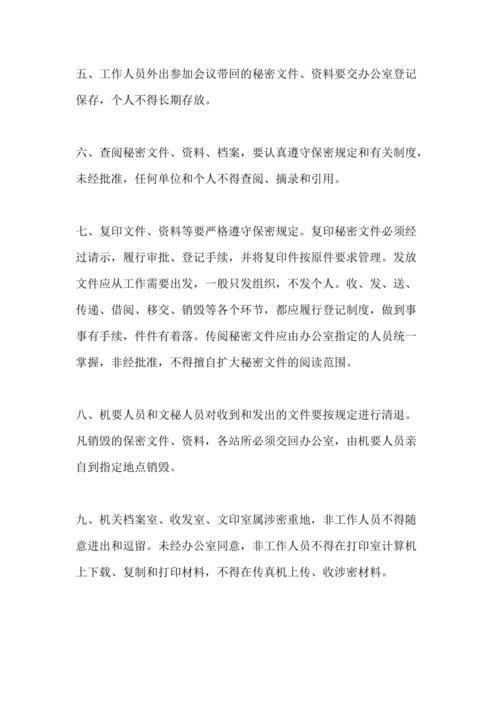 五、工作人员外出参加会议带回的秘密文件、资料要交办公室登记
保存，个人不得长期存放。
六、查阅秘密文件、资料、档案，要认真遵守保密规定和有关制度，
未经批准，任何单位和个人不得查阅、摘录和引用。
七、复印文件、资料等要严格遵守保密规定。复印秘密文件必须经
过请示，履行审批、登记手续，并将复印件按原件要求管理。发放
文件应从工作需要出发，一般只发组织，不发个人。收、发、送、
传递、借阅、移交、销毁等各个环节，都应履行登记制度，做到事
事有手续，件件有着落。传阅秘密文件应由办公室指定的人员统一
掌握，非经批准，不得擅自扩大秘密文件的阅读范围。
八、机要人员和文秘人员对收到和发出的文件要按规定进行清退。
凡销毁的保密文件、资料，各站所必须交回办公室，由机要人员亲
自到指定地点销毁。
九、机关档案室、收发室、文印室属涉密重地，非工作人员不得随
意进出和逗留。未经办公室同意，非工作人员不得在打印室计算机
上下载、复制和打印材料，不得在传真机上传、收涉密材料。